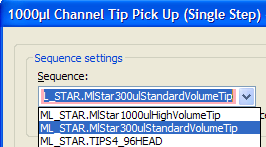 1000µl Channel Tip Pick Up (Single Step)
Sequence settings
Sequence:
L_STAR.MlStar300ulStandardVolumeTip
ML_STAR.MlStar1000ulHighVolumeTip
ML_STAR.MlStar300ulStandardVolumeTip
ML_STAR.TIPS4_96HEAD